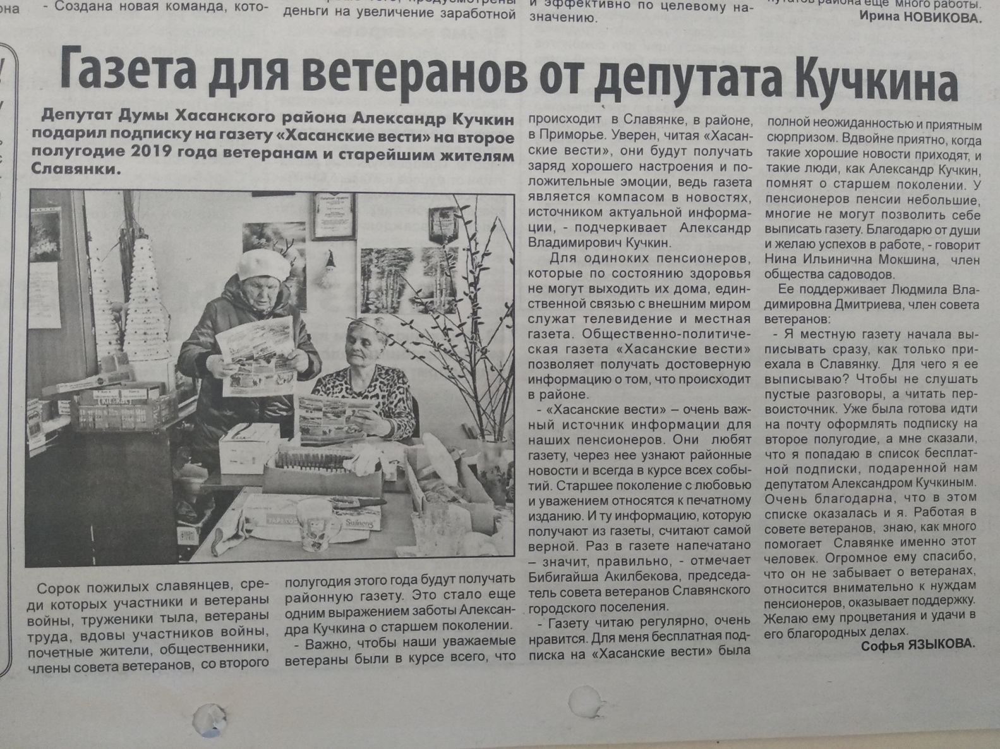 - Создана новая команда, кото-
деньги на увеличение заработной
и эффективно по целевому на-
значению.
путатов района еще много работы.
Ирина НОВИКОВА.
Газета для ветеранов от депутата Кучкина
Депутат Думы Хасанского района Александр Кучкин
подарил подписку на газету «Хасанские вести» на второе
полугодие 2019 года ветеранам и старейшим жителям
Славянки.
Сорок пожилых славянцев, сре-
ди которых участники и ветераны
войны, труженики тыла, ветераны
труда, вдовы участников войны,
почетные жители, общественники,
члены совета ветеранов, со второго
полугодия этого года будут получать
районную газету. Это стало еще
одним выражением заботы Алексан-
дра Кучкина о старшем поколении.
- Важно, чтобы наши уважаемые
ветераны были в курсе всего, что
происходит в Славянке, в районе,
в Приморье. Уверен, читая «Хасан-
ские вести», они будут получать
заряд хорошего настроения и по-
ложительные эмоции, ведь газета
является компасом в новостях,
источником актуальной информа-
ции, - подчеркивает Александр
Владимирович Кучкин.
Для одиноких пенсионеров,
которые по состоянию здоровья
не могут выходить их дома, един-
ственной связью с внешним миром
служат телевидение и местная
газета. Общественно-политиче-
ская газета «Хасанские вести»
позволяет получать достоверную
информацию о том, что происходит
в районе.
- «Хасанские вести» – очень важ-
ный источник информации для
наших пенсионеров. Они любят
газету, через нее узнают районные
новости и всегда в курсе всех собы-
тий. Старшее поколение с любовью
и уважением относятся к печатному
изданию. И ту информацию, которую
получают из газеты, считают самой
верной. Раз в газете напечатано
– значит, правильно, - отмечает
Бибигайша Акилбекова, председа-
тель совета ветеранов Славянского
городского поселения.
- Газету читаю регулярно, очень
нравится. Для меня бесплатная под-
писка на «Хасанские вести» была
полной неожиданностью и приятным
сюрпризом. Вдвойне приятно, когда
такие хорошие новости приходят, и
такие люди, как Александр Кучкин,
помнят о старшем поколении. У
пенсионеров пенсии небольшие,
многие не могут позволить себе
выписать газету. Благодарю от души
и желаю успехов в работе, - говорит
Нина Ильинична Мокшина, член
общества садоводов.
Ее поддерживает Людмила Вла-
димировна Дмитриева, член совета
ветеранов:
- Я местную газету начала вы-
писывать сразу, как только при-
ехала в Славянку. Для чего я ее
выписываю? Чтобы не слушать
пустые разговоры, а читать пер-
воисточник. Уже была готова идти
на почту оформлять подписку на
второе полугодие, а мне сказали,
что я попадаю в список бесплат-
ной подписки, подаренной нам
депутатом Александром Кучкиным.
Очень благодарна, что в этом
списке оказалась и я. Работая в
совете ветеранов, знаю, как много
помогает Славянке именно этот
человек. Огромное ему спасибо,
что он не забывает о ветеранах,
относится внимательно к нуждам
пенсионеров, оказывает поддержку.
Желаю ему процветания и удачи в
его благородных делах.
Софья ЯЗЫКОВА.